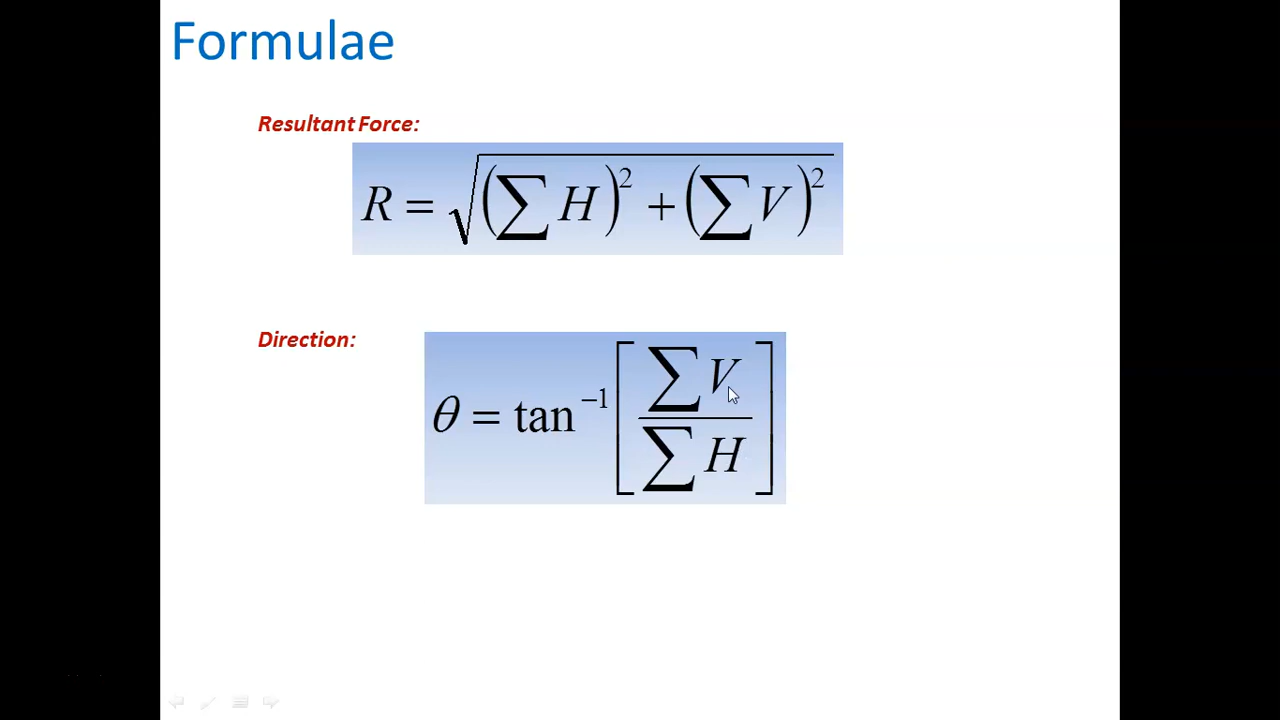 Formulae
Resultant Force:
R = √(∑ H)² + (∑ V)²
Direction:
θ = tan⁻¹ [∑ V / ∑ H]